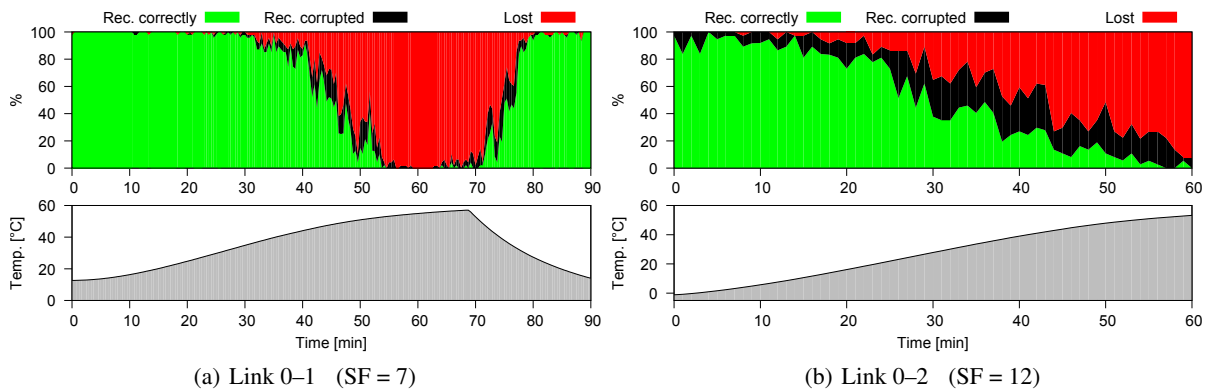 Rec. correctly Rec. corrupted Lost
100
80
60
40
20
0
%
0 10 20 30 40 50 60 70 80 90
60
40
20
0
Temp. [°C]
0 10 20 30 40 50 60 70 80 90
Time [min]
(a) Link 0–1 (SF = 7)
Rec. correctly Rec. corrupted Lost
100
80
60
40
20
0
%
0 10 20 30 40 50 60
60
40
20
0
Temp. [°C]
0 10 20 30 40 50 60
Time [min]
(b) Link 0–2 (SF = 12)